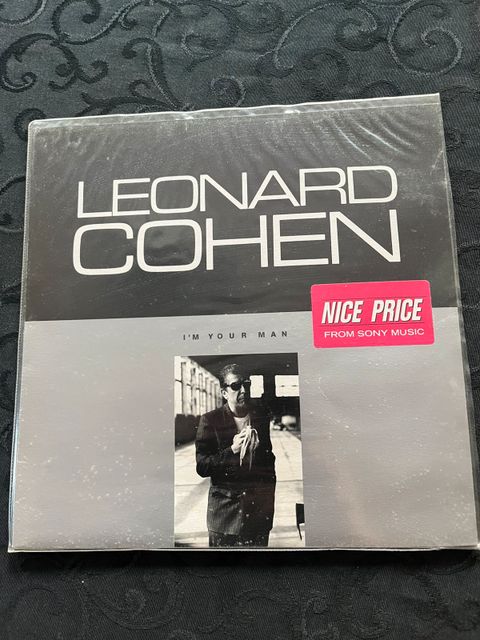 LEONARD
COHEN
NICE PRICE
FROM SONY MUSIC
I'M YOUR MAN